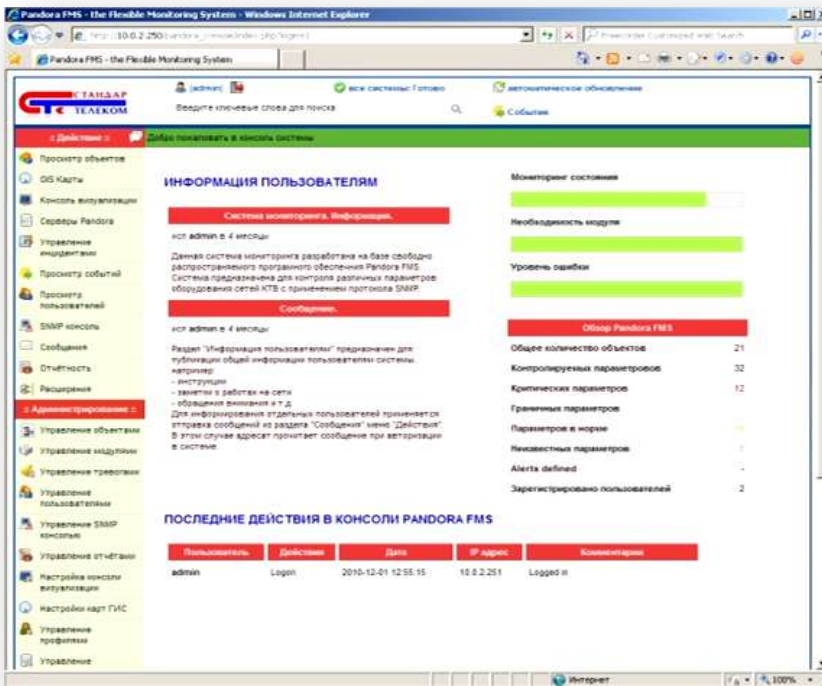 Pandora FMS - the Flexible Monitoring System - Windows Internet Explorer
10.0.2.250
Pandora FMS - the Flexible Monitoring System
СТАНДАР
ТЕЛЕКОМ
[admin]
все системы: Готово
автоматическое обновление
Введите ключевые слова для поиска
События
:: Действие ::
Добро пожаловать в консоль системы
Просмотр объектов
GIS Карты
Консоль визуализации
Серверы Pandora
Управление
инцидентами
Просмотр событий
Просмотр
пользователей
SNMP консоль
Сообщения
Отчётность
Расширения
:: Администрирование ::
Управление объектами
Управление модулями
Управление тревогами
Управление
пользователями
Управление SNMP
консолью
Управление отчётами
Настройка консоли
визуализации
Настройки карт ГИС
Управление
профилями
Управление
ИНФОРМАЦИЯ ПОЛЬЗОВАТЕЛЯМ
Система мониторинга. Информация.
исп admin в 4 месяцы
Данная система мониторинга разработана на базе свободно
распространяемого програмного обеспечния Pandora FMS.
Система предназначена для контроля различных параметров
оборудования сетей КТВ с применением протокола SNMP.
Сообщение.
исп admin в 4 месяцы
Раздел "Информация пользователям" предназначен для
публикации общей информации пользователям системы,
например:
- инструкции
- заметки о работах на сети
- обращения внимания и т.д.
Для информирования отдельных пользователей применяется
отправка сообщений из раздела "Сообщения" меню "Действия".
В этом случае адресат прочитает сообщение при авторизации
в системе.
Мониторинг состояния
Необходимость модуля
Уровень ошибки
Обзор Pandora FMS
Общее количество объектов 21
Контролируемых параметровов 32
Критических параметров 12
Граничных параметров
Параметров в норме
Неизвестных параметров
Alerts defined -
Зарегистрировано пользователей 2
ПОСЛЕДНИЕ ДЕЙСТВИЯ В КОНСОЛИ PANDORA FMS
Пользователь Действие Дата IP адрес Комментарии
admin Logon 2010-12-01 12:55:15 10.0.2.251 Logged in
Интернет 100%